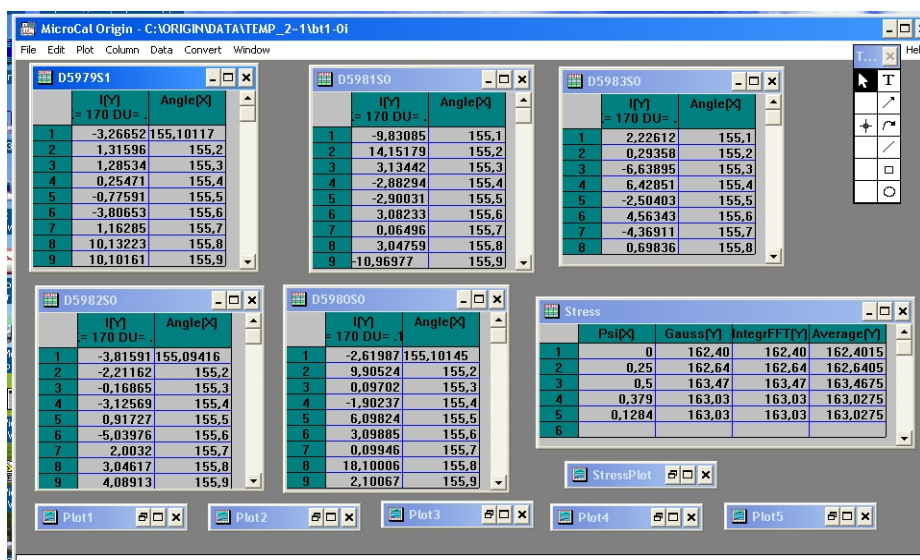 MicroCal Origin - C:\ORIGIN\DATA\TEMP_2~1\bt1-0i
File Edit Plot Column Data Convert Window Hel
T...
T
D5979S1
I(Y) Angle(X)
.= 170 DU= .
1 -3,26652 155,10117
2 1,31596 155,2
3 1,28534 155,3
4 0,25471 155,4
5 -0,77591 155,5
6 -3,80653 155,6
7 1,16285 155,7
8 10,13223 155,8
9 10,10161 155,9
D5981S0
I(Y) Angle(X)
.= 170 DU= .
1 -9,83085 155,1
2 14,15179 155,2
3 3,13442 155,3
4 -2,88294 155,4
5 -2,90031 155,5
6 3,08233 155,6
7 0,06496 155,7
8 3,04759 155,8
9 -10,96977 155,9
D5983S0
I(Y) Angle(X)
.= 170 DU= .
1 2,22612 155,1
2 0,29358 155,2
3 -6,63895 155,3
4 6,42851 155,4
5 -2,50403 155,5
6 4,56343 155,6
7 -4,36911 155,7
8 0,69836 155,8
D5982S0
I(Y) Angle(X)
.= 170 DU= .
1 -3,81591 155,09416
2 -2,21162 155,2
3 -0,16865 155,3
4 -3,12569 155,4
5 0,91727 155,5
6 -5,03976 155,6
7 2,0032 155,7
8 3,04617 155,8
9 4,08913 155,9
D5980S0
I(Y) Angle(X)
= 170 DU= .1
1 -2,61987 155,10145
2 9,90524 155,2
3 0,09702 155,3
4 -1,90237 155,4
5 6,09824 155,5
6 3,09885 155,6
7 0,09946 155,7
8 18,10006 155,8
9 2,10067 155,9
Stress
Psi(X) Gauss(Y) IntegrFFT(Y) Average(Y)
1 0 162,40 162,40 162,4015
2 0,25 162,64 162,64 162,6405
3 0,5 163,47 163,47 163,4675
4 0,379 163,03 163,03 163,0275
5 0,1284 163,03 163,03 163,0275
6
StressPlot
Plot1 Plot2 Plot3 Plot4 Plot5